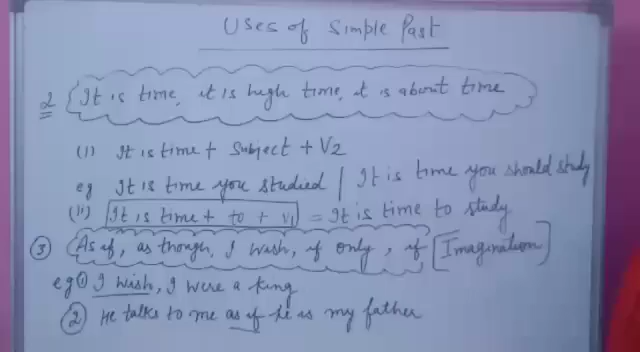 Uses of Simple Past
2 It is time, it is high time, it is about time
(i) It is time + Subject + V2
eg It is time you studied | It is time you should study
(ii) It is time + to + V1 = It is time to study
③ As if, as though, I wish, if only, if [Imagination]
eg ① I wish, I were a king
② He talks to me as if he is my father